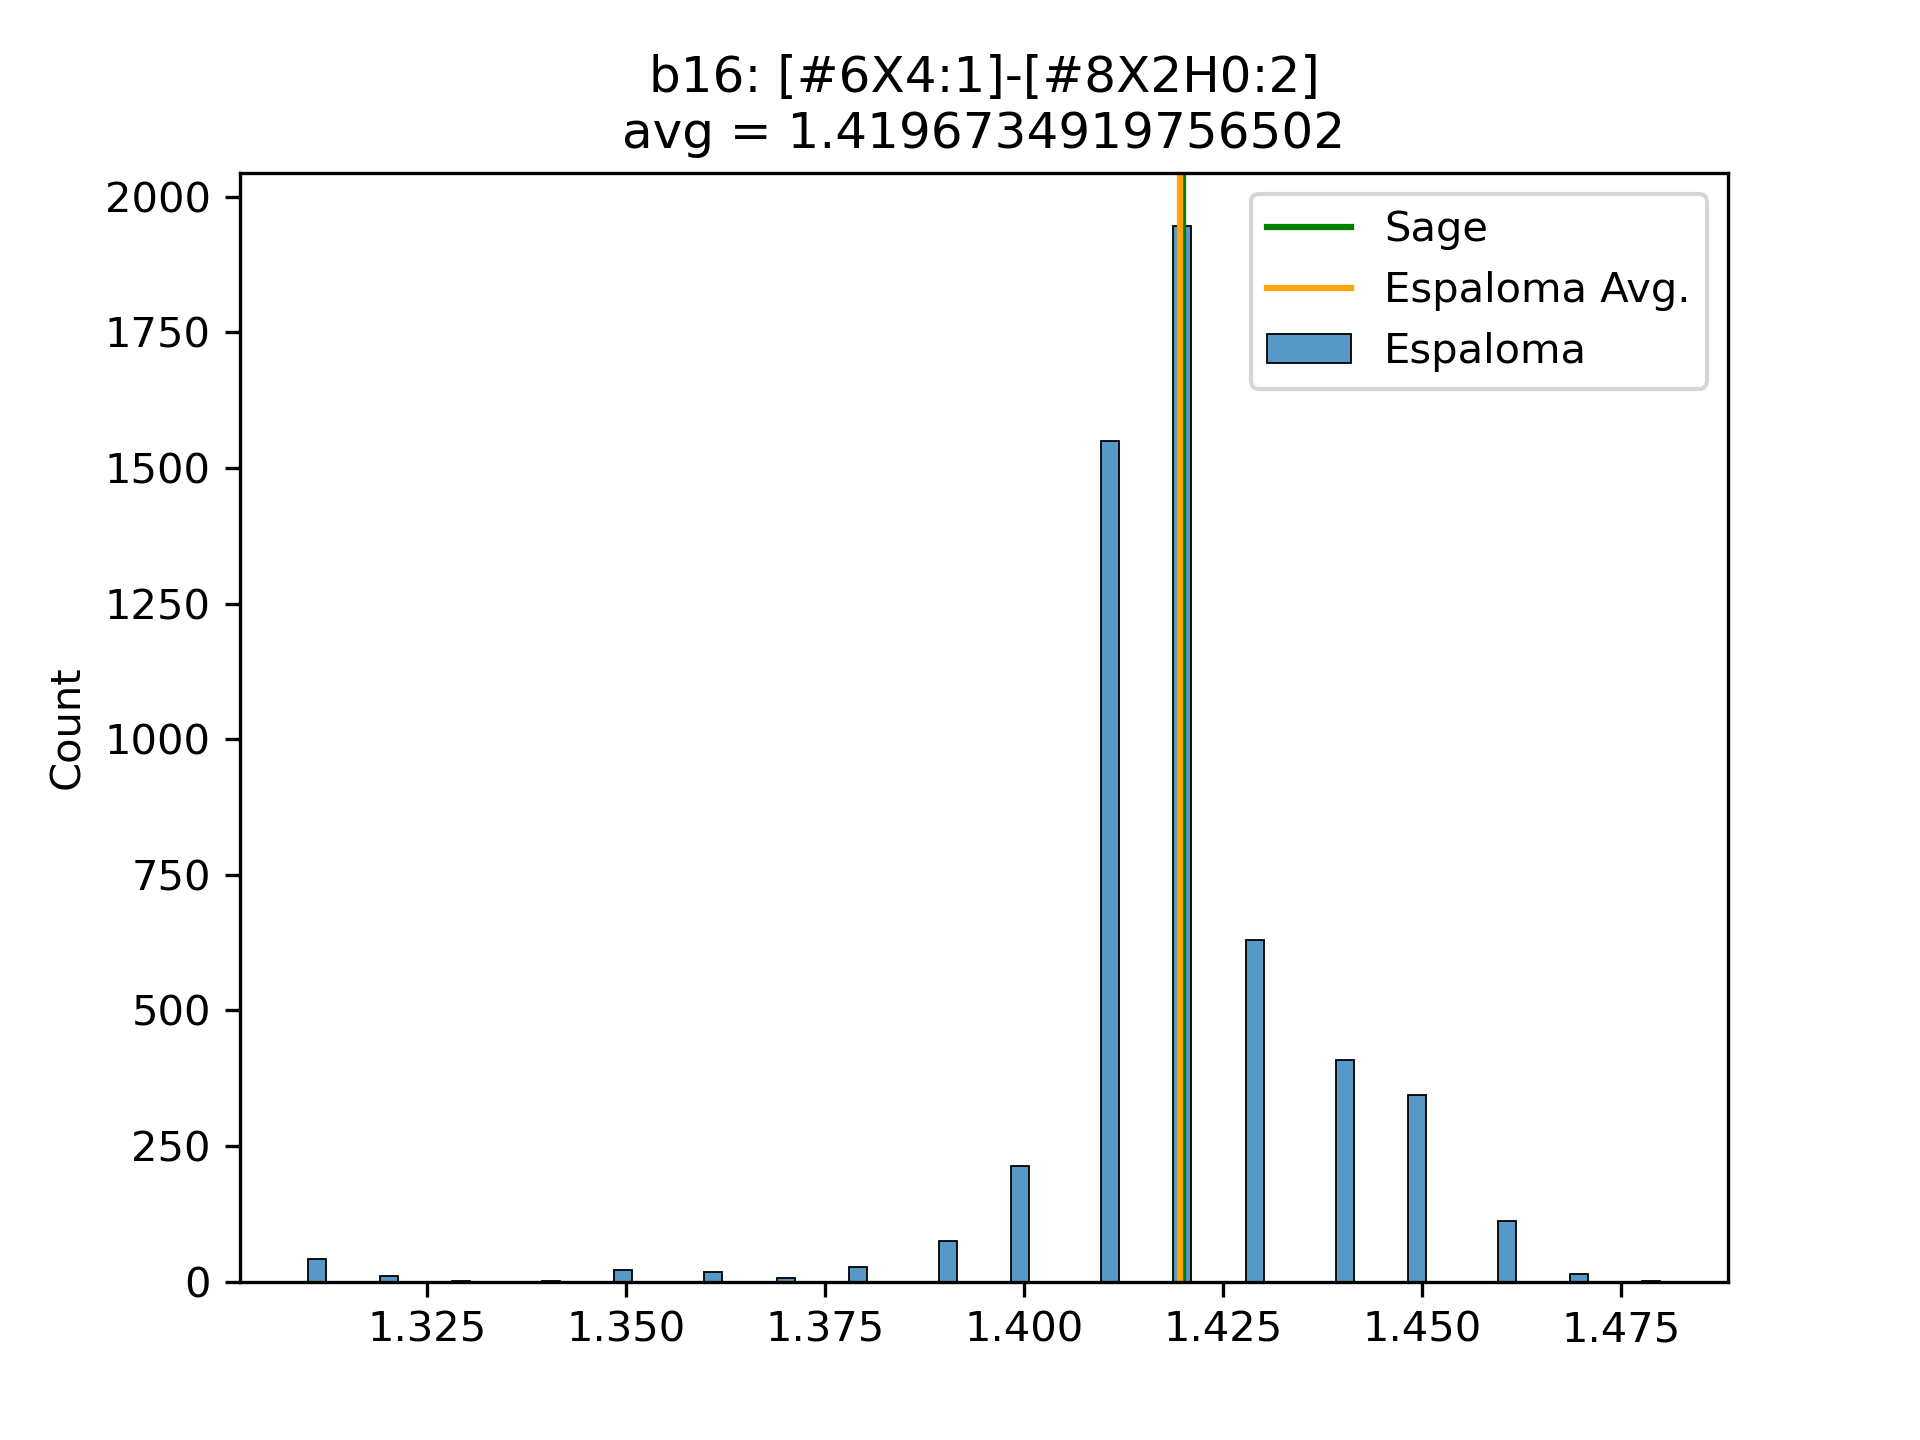 b16: [#6X4:1]-[#8X2H0:2]
avg = 1.4196734919756502
Sage
Espaloma Avg.
Espaloma
Count
2000
1750
1500
1250
1000
750
500
250
0
1.325 1.350 1.375 1.400 1.425 1.450 1.475